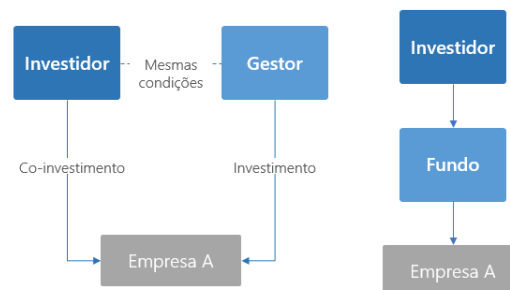 Investidor
Mesmas
condições
Gestor
Co-investimento
Investimento
Empresa A
Investidor
Fundo
Empresa A